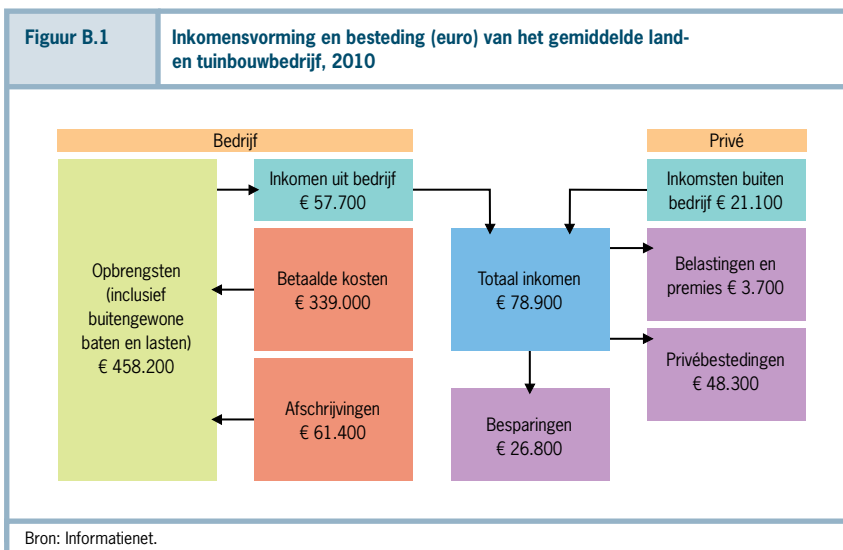 Figuur B.1
Inkomensvorming en besteding (euro) van het gemiddelde land-
en tuinbouwbedrijf, 2010
Bedrijf
Privé
Opbrengsten
(inclusief
buitengewone
baten en lasten)
€ 458.200
Inkomen uit bedrijf
€ 57.700
Betaalde kosten
€ 339.000
Afschrijvingen
€ 61.400
Totaal inkomen
€ 78.900
Besparingen
€ 26.800
Inkomsten buiten
bedrijf € 21.100
Belastingen en
premies € 3.700
Privébestedingen
€ 48.300
Bron: Informatienet.